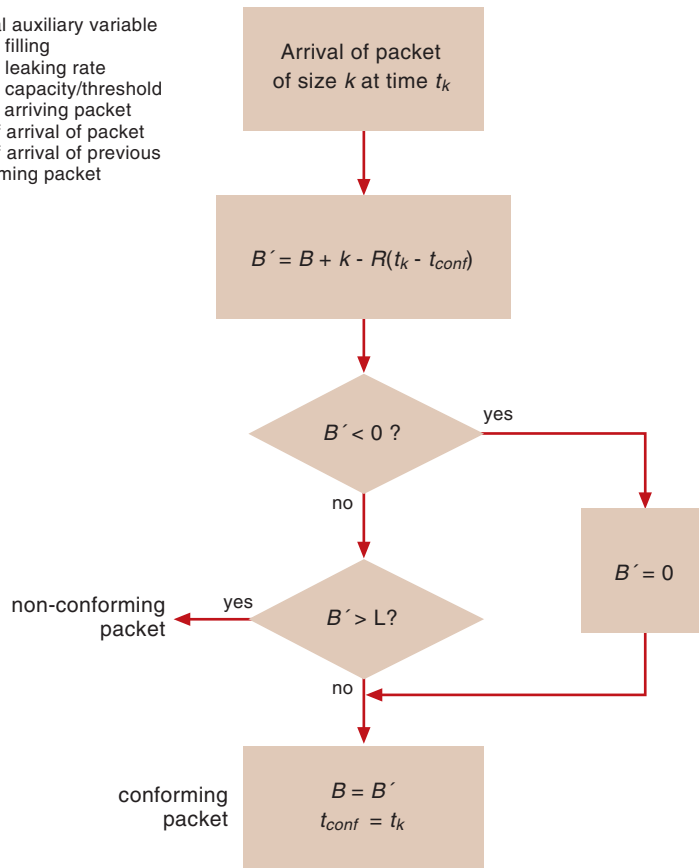 auxiliary variable
filling
leaking rate
capacity/threshold
arriving packet
arrival of packet
arrival of previous
packet
Arrival of packet
of size k at time tk
B´ = B + k - R(tk - tconf)
B´ < 0 ?
yes
no
B´ = 0
non-conforming
packet
yes
B´ > L?
no
conforming
packet
B = B´
tconf = tk